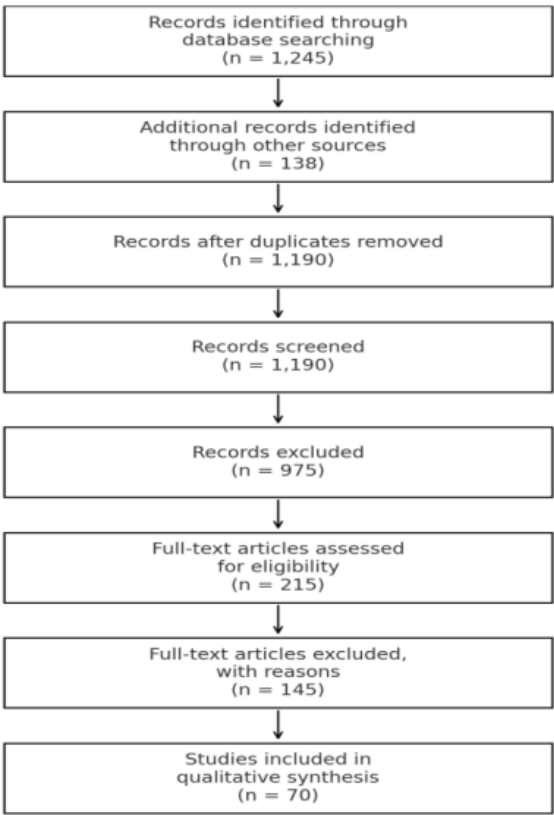 Records identified through
database searching
(n = 1,245)
Additional records identified
through other sources
(n = 138)
Records after duplicates removed
(n = 1,190)
Records screened
(n = 1,190)
Records excluded
(n = 975)
Full-text articles assessed
for eligibility
(n = 215)
Full-text articles excluded,
with reasons
(n = 145)
Studies included in
qualitative synthesis
(n = 70)